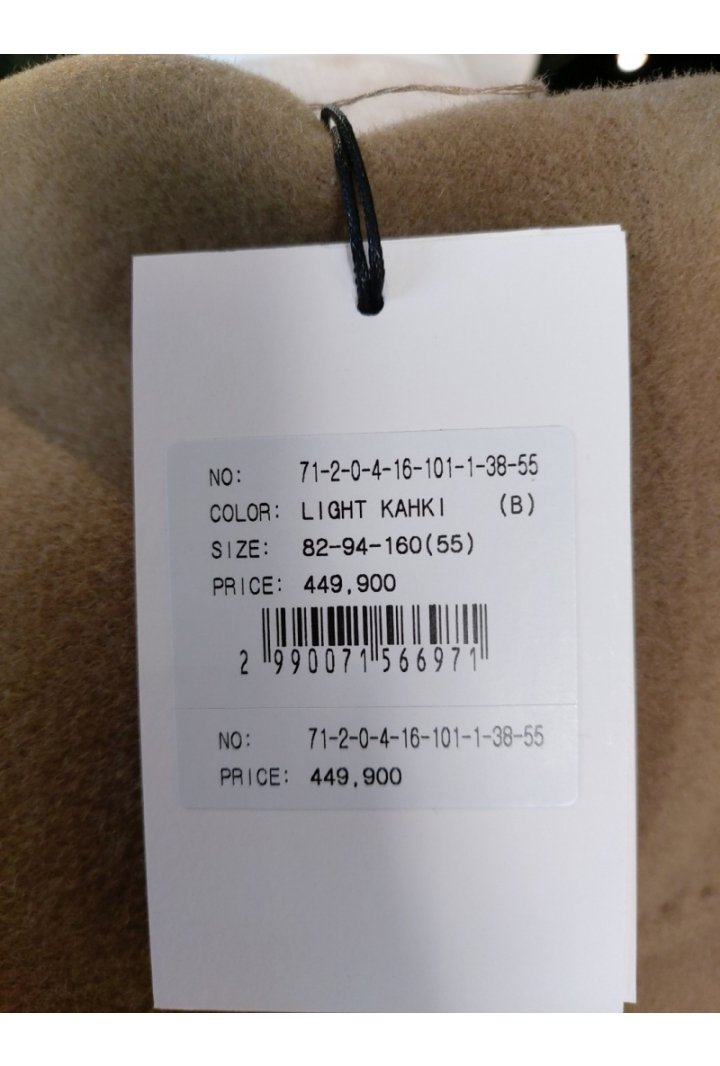 NO: 71-2-0-4-16-101-1-38-55
COLOR: LIGHT KAHKI (B)
SIZE: 82-94-160(55)
PRICE: 449,900
2 990071 566971
NO: 71-2-0-4-16-101-1-38-55
PRICE: 449,900